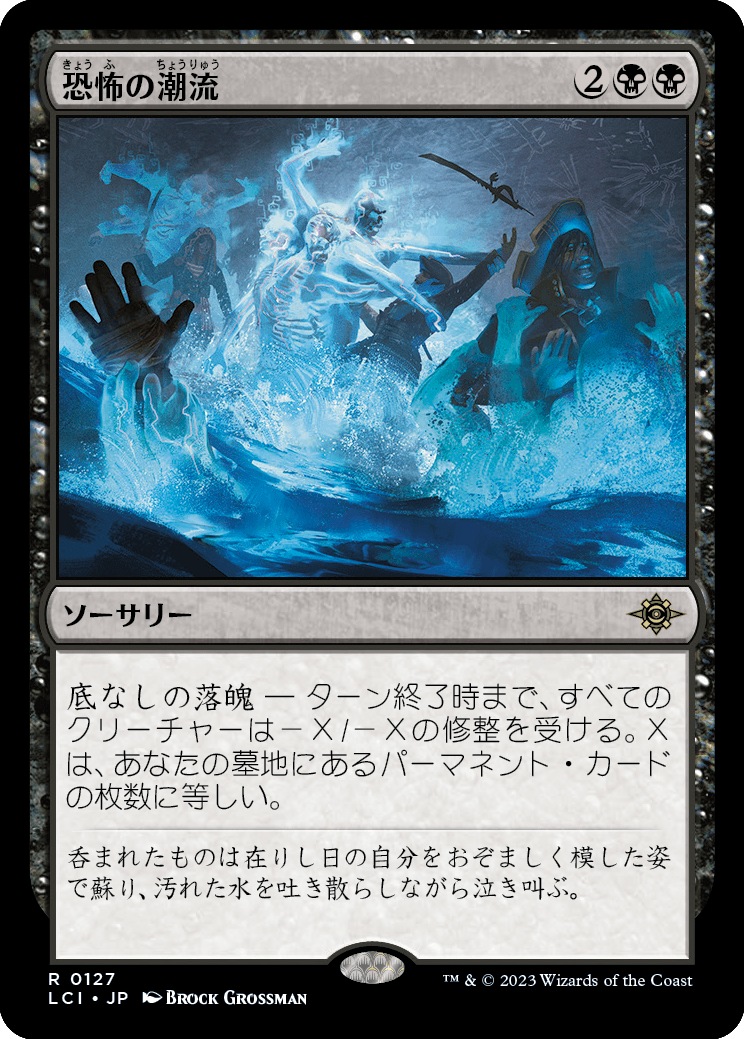 きょうふ ちょうりゅう
恐怖の潮流 2
ソーサリー
底なしの落魄 ― ターン終了時まで、すべての
クリーチャーは－X/－Xの修整を受ける。X
は、あなたの墓地にあるパーマネント・カード
の枚数に等しい。
呑まれたものは在りし日の自分をおぞましく模した姿
で蘇り、汚れた水を吐き散らしながら泣き叫ぶ。
R 0127
LCI • JP BROCK GROSSMAN
™ & © 2023 Wizards of the Coast